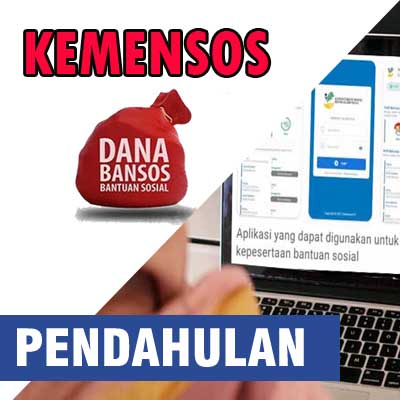 KEMENSOS
DANA
BANSOS
BANTUAN SOSIAL
Aplikasi yang dapat digunakan untuk
kepesertaan bantuan sosial
PENDAHULAN